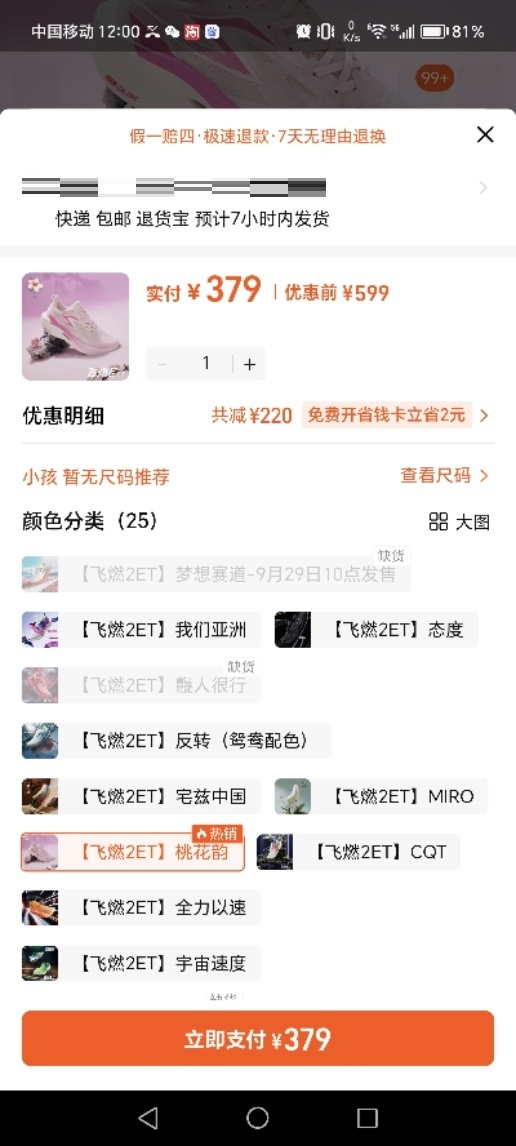 中国移动 12:00
0 K/s 81%
99+
假一赔四·极速退款·7天无理由退换
快递 包邮 退货宝 预计7小时内发货
实付 ¥379 优惠前 ¥599
1 +
优惠明细 共减¥220 免费开省钱卡立省2元
小孩 暂无尺码推荐 查看尺码
颜色分类（25） 大图
缺货
【飞燃2ET】梦想赛道-9月29日10点发售
【飞燃2ET】我们亚洲 【飞燃2ET】态度
缺货
【飞燃2ET】人很行
【飞燃2ET】反转（鸳鸯配色）
【飞燃2ET】宅兹中国 【飞燃2ET】MIRO
热销
【飞燃2ET】桃花韵 【飞燃2ET】CQT
【飞燃2ET】全力以速
【飞燃2ET】宇宙速度
立即支付 ¥379